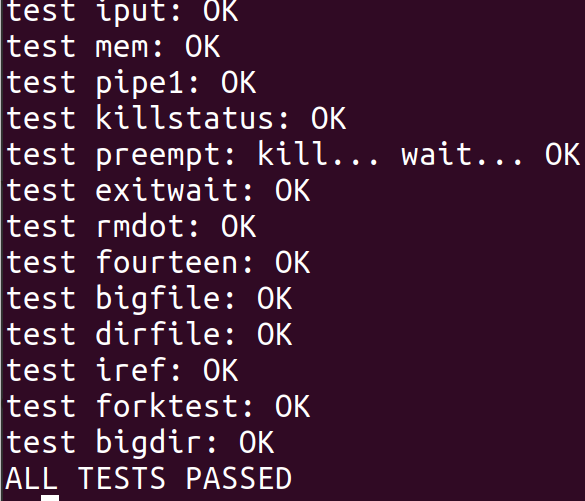 test iput: OK
test mem: OK
test pipe1: OK
test killstatus: OK
test preempt: kill... wait... OK
test exitwait: OK
test rmdot: OK
test fourteen: OK
test bigfile: OK
test dirfile: OK
test iref: OK
test forktest: OK
test bigdir: OK
ALL TESTS PASSED